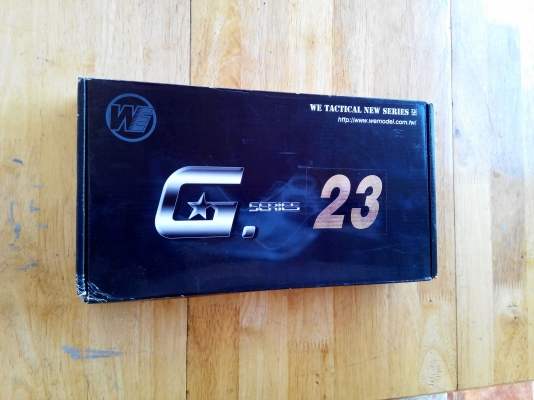 WE
WE TACTICAL NEW SERIES
http://www.wemodel.com.tw/
G. SERIES 23